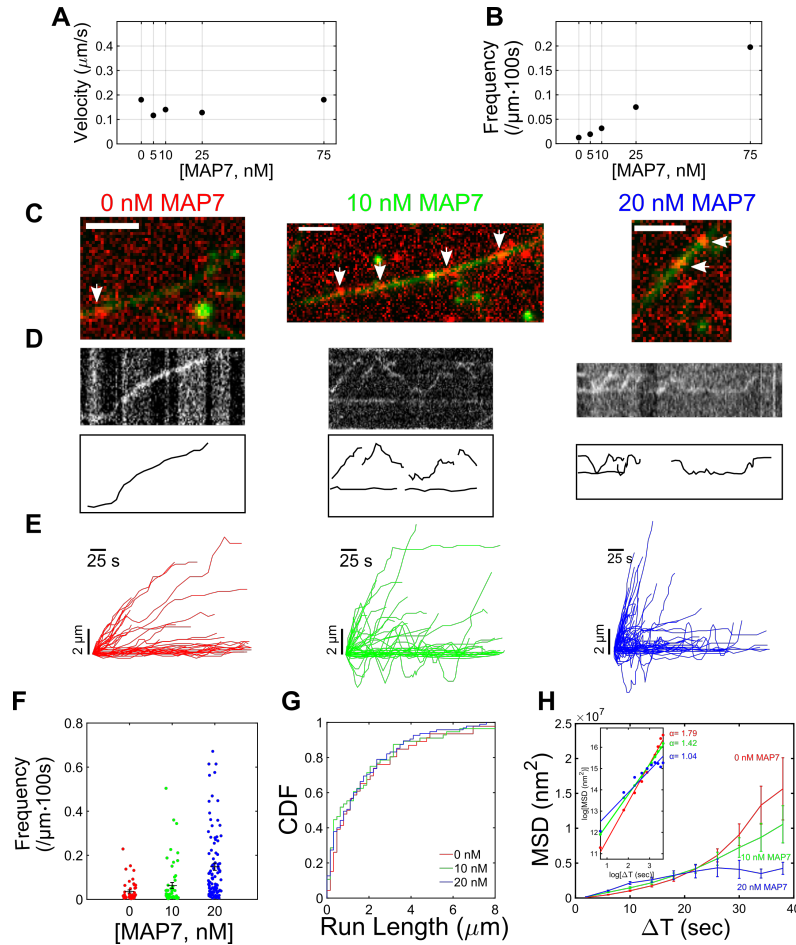 A
B
Velocity (μm/s)
0.4
0.3
0.2
0.1
0
0 5 10 25 75
[MAP7, nM]
Frequency
(/μm·100s)
0.2
0.15
0.1
0.05
0
0 5 10 25 75
[MAP7, nM]
0 nM MAP7
10 nM MAP7
20 nM MAP7
C
D
E
25 s
25 s
25 s
2 μm
2 μm
2 μm
F
G
H
Frequency
(/μm·100s)
0.8
0.6
0.4
0.2
0
0 10 20
[MAP7, nM]
CDF
1
0.8
0.6
0.4
0.2
0
0 2 4 6 8
Run Length (μm)
0 nM
10 nM
20 nM
×10⁷
MSD (nm²)
2.5
2
1.5
1
0.5
0
0 10 20 30 40
ΔT (sec)
log[MSD (nm²)]
16
15
14
13
12
11
1 2 3
log[ΔT (sec)]
α= 1.79
α= 1.42
α= 1.04
0 nM MAP7
10 nM MAP7
20 nM MAP7